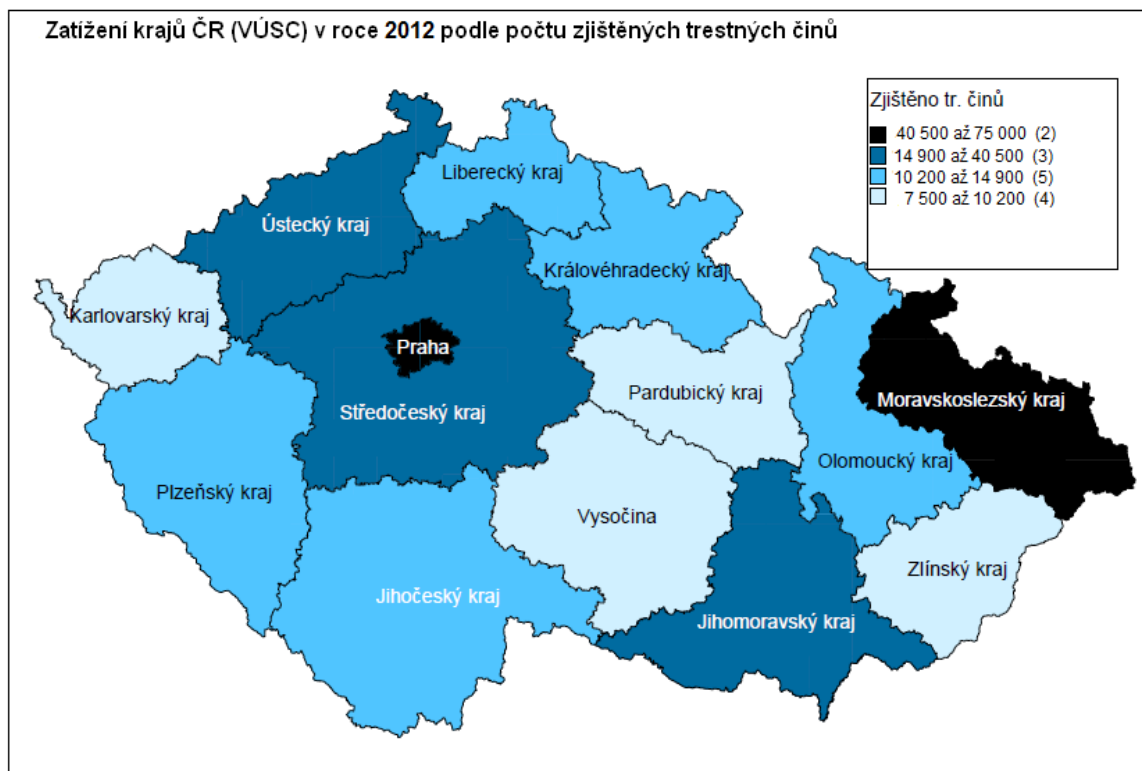 Zatížení krajů ČR (VÚSC) v roce 2012 podle počtu zjištěných trestných činů
Zjištěno tr. činů
40 500 až 75 000 (2)
14 900 až 40 500 (3)
10 200 až 14 900 (5)
7 500 až 10 200 (4)
Liberecký kraj
Ústecký kraj
Královéhradecký kraj
Karlovarský kraj
Praha
Pardubický kraj
Moravskoslezský kraj
Středočeský kraj
Olomoucký kraj
Plzeňský kraj
Vysočina
Zlínský kraj
Jihočeský kraj
Jihomoravský kraj